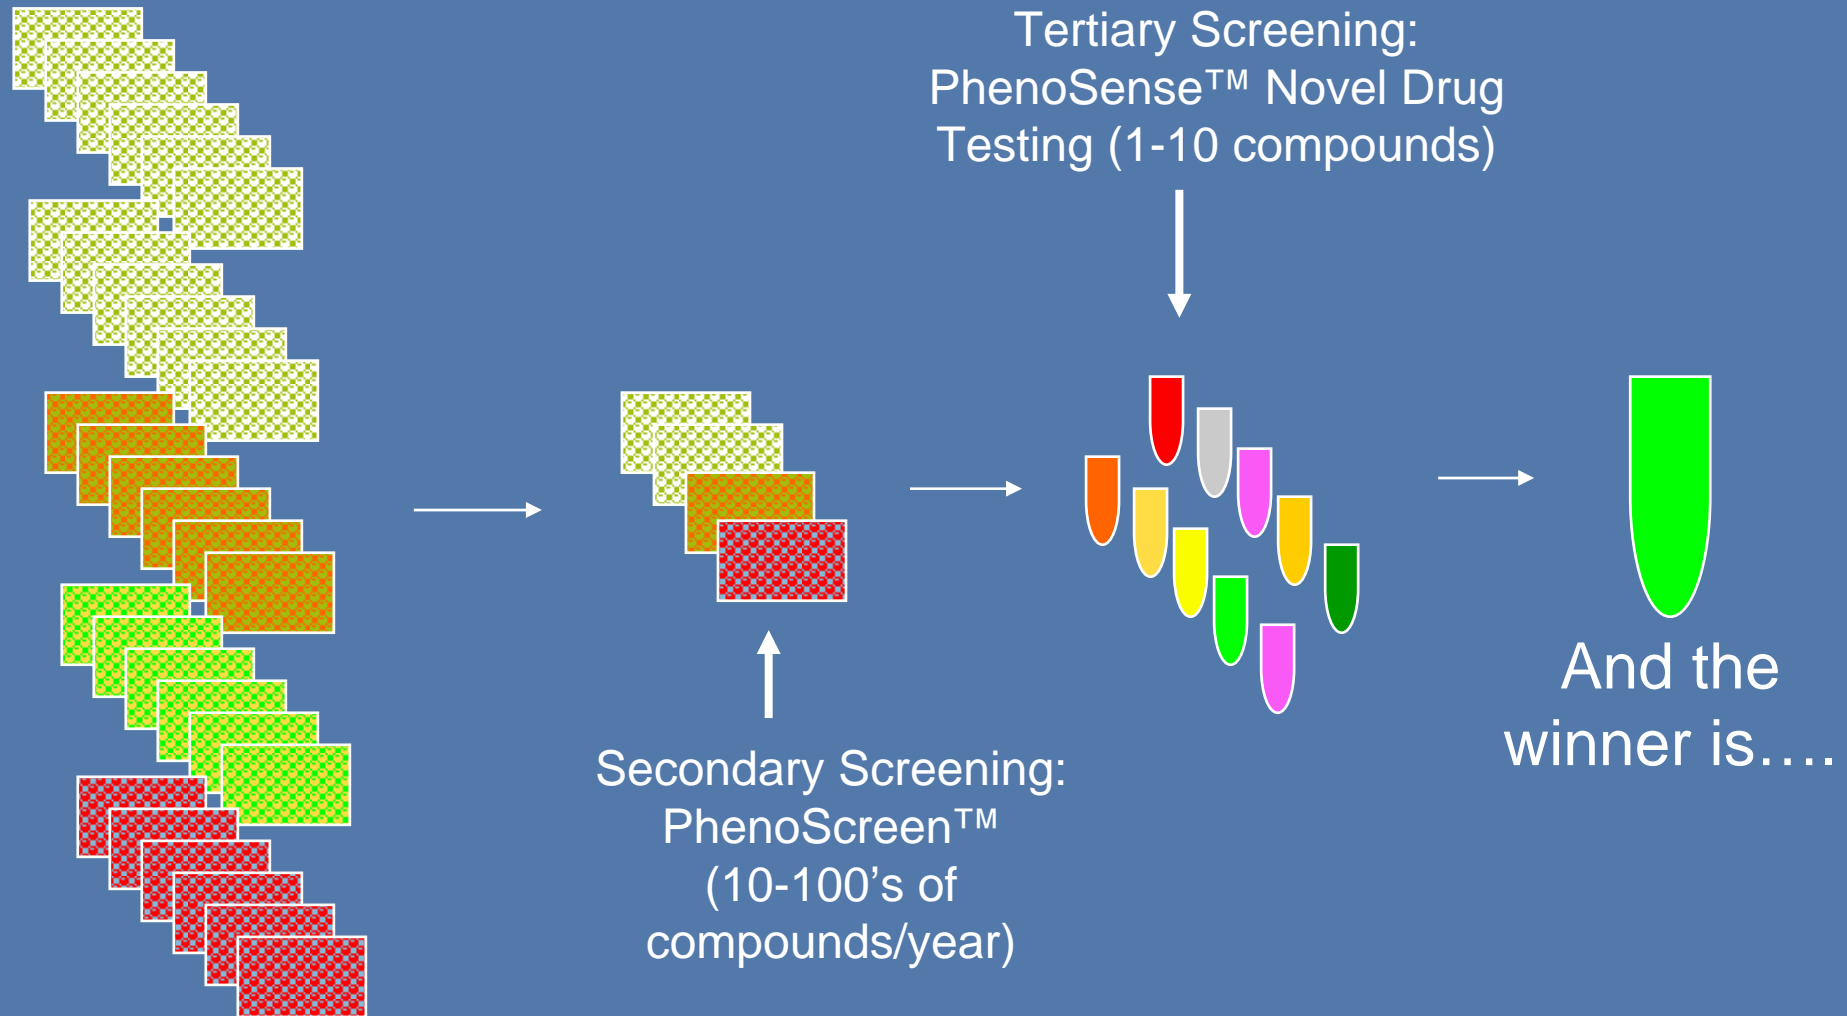 Tertiary Screening:
PhenoSense™ Novel Drug
Testing (1-10 compounds)
Secondary Screening:
PhenoScreen™
(10-100’s of
compounds/year)
And the
winner is….